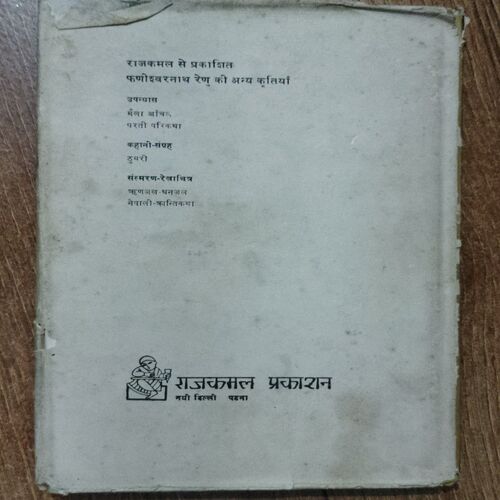 राजकमल से प्रकाशित
फणीश्वरनाथ रेणु की अन्य कृतियाँ
उपन्यास
मैला आँचल
परती परिकथा
कहानी-संग्रह
ठुमरी
संस्मरण-रेखाचित्र
ऋणजल-धनजल
नेपाली-क्रान्तिकथा
राजकमल प्रकाशन
नयी दिल्ली पटना